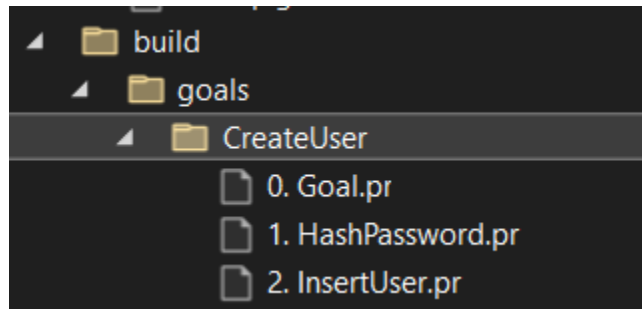 build
goals
CreateUser
0. Goal.pr
1. HashPassword.pr
2. InsertUser.pr